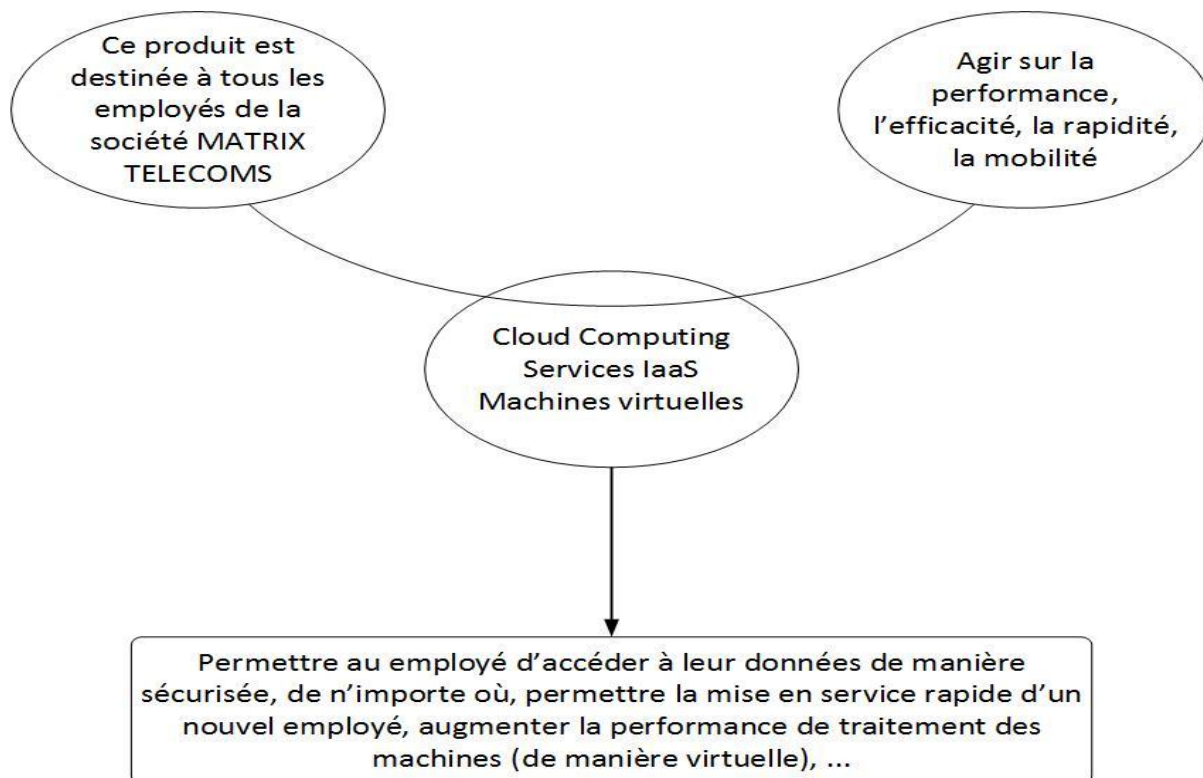 Ce produit est
destinée à tous les
employés de la
société MATRIX
TELECOMS
Agir sur la
performance,
l’efficacité, la rapidité,
la mobilité
Cloud Computing
Services IaaS
Machines virtuelles
Permettre au employé d’accéder à leur données de manière
sécurisée, de n’importe où, permettre la mise en service rapide d’un
nouvel employé, augmenter la performance de traitement des
machines (de manière virtuelle), ...